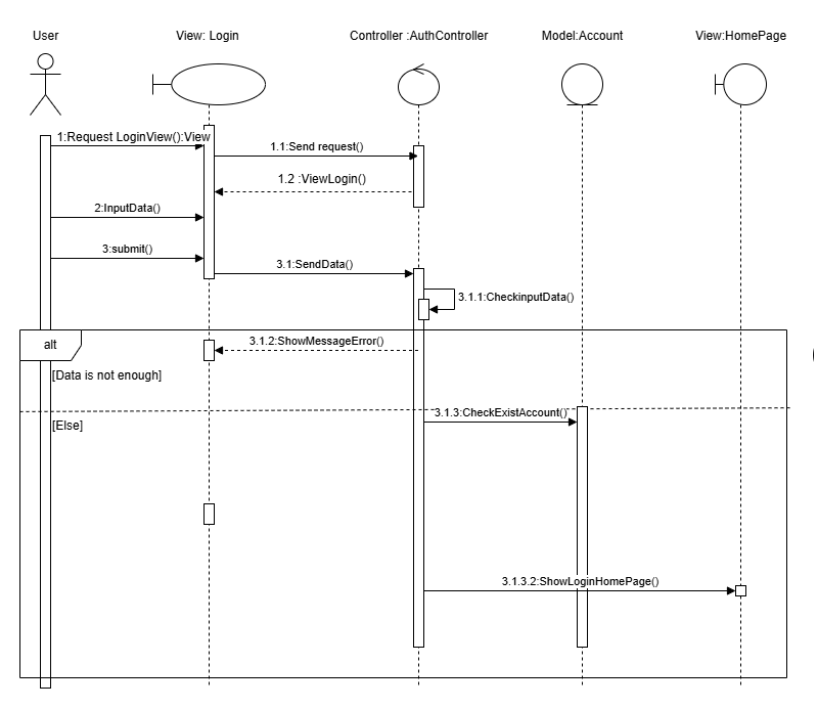 User
View: Login
Controller :AuthController
Model:Account
View:HomePage
1:Request LoginView():View
1.1:Send request()
1.2 :ViewLogin()
2:InputData()
3:submit()
3.1:SendData()
3.1.1:CheckinputData()
alt
3.1.2:ShowMessageError()
[Data is not enough]
3.1.3:CheckExistAccount()
[Else]
3.1.3.2:ShowLoginHomePage()